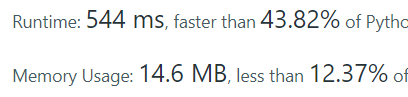 Runtime: 544 ms, faster than 43.82% of Pytho
Memory Usage: 14.6 MB, less than 12.37% of